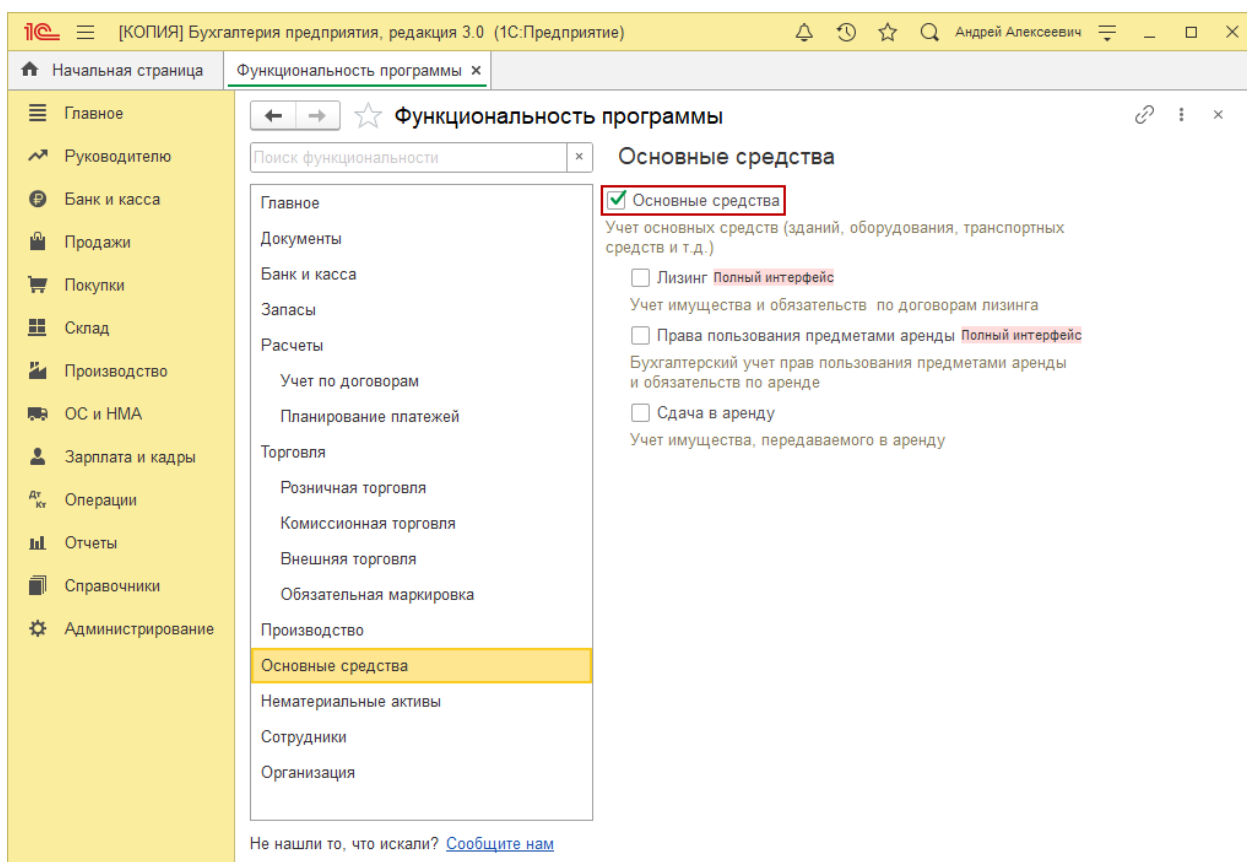 1С [КОПИЯ] Бухгалтерия предприятия, редакция 3.0 (1С:Предприятие) Андрей Алексеевич
Начальная страница Функциональность программы ×
Главное
Руководителю
Банк и касса
Продажи
Покупки
Склад
Производство
ОС и НМА
Зарплата и кадры
Дт Кт Операции
Отчеты
Справочники
Администрирование
Функциональность программы
Поиск функциональности ×
Главное
Документы
Банк и касса
Запасы
Расчеты
Учет по договорам
Планирование платежей
Торговля
Розничная торговля
Комиссионная торговля
Внешняя торговля
Обязательная маркировка
Производство
Основные средства
Нематериальные активы
Сотрудники
Организация
Не нашли то, что искали? Сообщите нам
Основные средства
Основные средства
Учет основных средств (зданий, оборудования, транспортных
средств и т.д.)
Лизинг Полный интерфейс
Учет имущества и обязательств по договорам лизинга
Права пользования предметами аренды Полный интерфейс
Бухгалтерский учет прав пользования предметами аренды
и обязательств по аренде
Сдача в аренду
Учет имущества, передаваемого в аренду